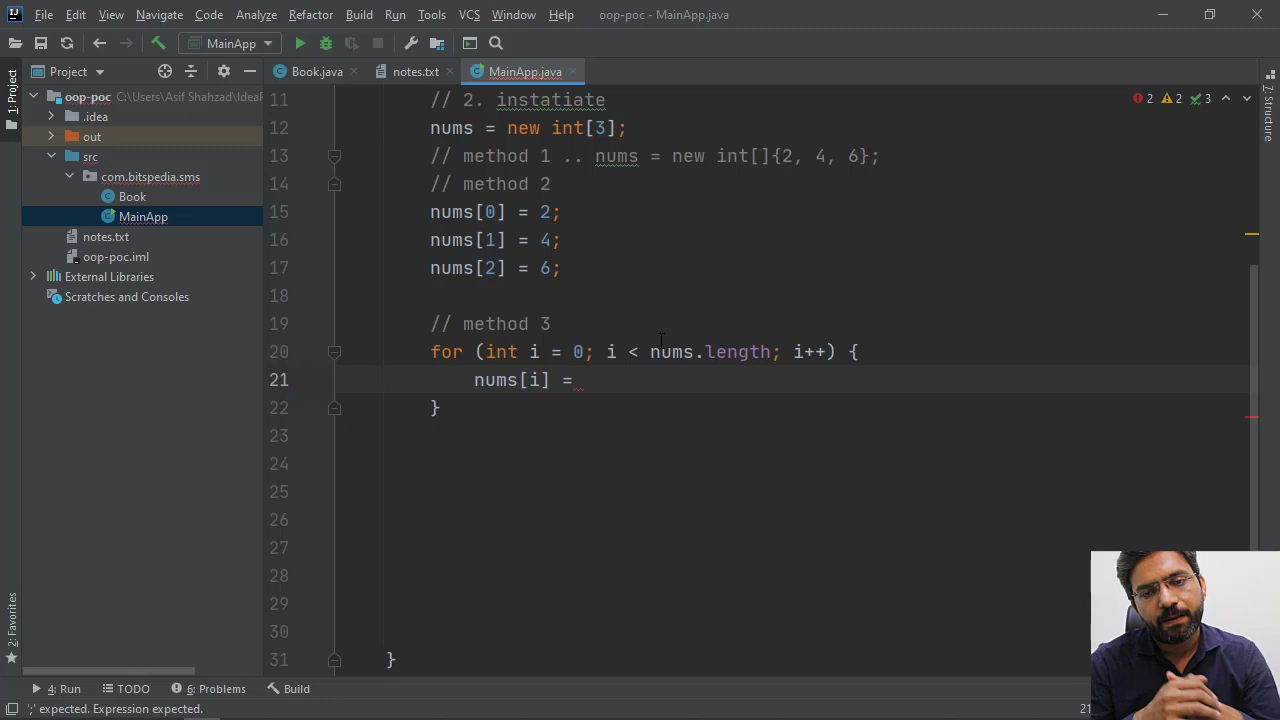 File Edit View Navigate Code Analyze Refactor Build Run Tools VCS Window Help oop-poc - MainApp.java
MainApp
Project
Book.java
notes.txt
MainApp.java
1: Project
oop-poc C:\Users\Asif Shahzad\IdeaP
.idea
out
src
com.bitspedia.sms
Book
MainApp
notes.txt
oop-poc.iml
External Libraries
Scratches and Consoles
2: Favorites
11 // 2. instatiate
12 nums = new int[3];
13 // method 1 .. nums = new int[]{2, 4, 6};
14 // method 2
15 nums[0] = 2;
16 nums[1] = 4;
17 nums[2] = 6;
18
19 // method 3
20 for (int i = 0; i < nums.length; i++) {
21 nums[i] =
22 }
23
24
25
26
27
28
29
30
31 }
2 2 3
7: Structure
4: Run TODO 6: Problems Build
';' expected. Expression expected.